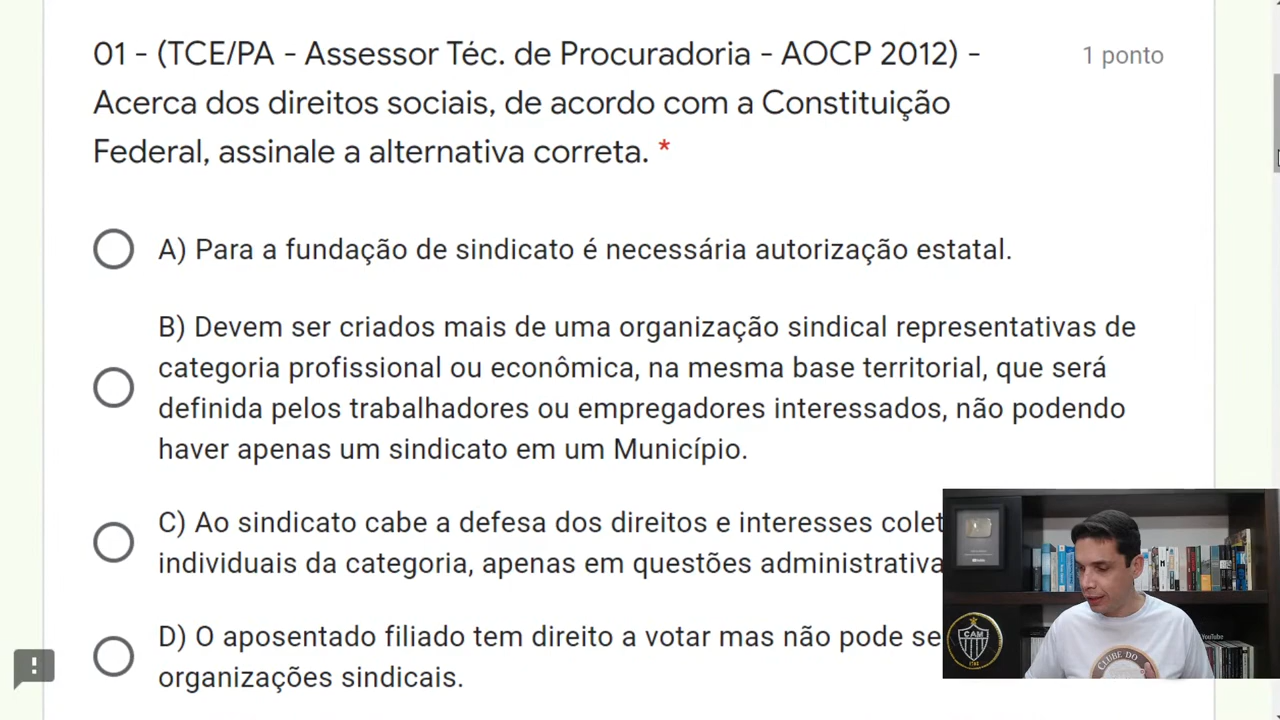 01 - (TCE/PA - Assessor Téc. de Procuradoria - AOCP 2012) -
1 ponto
Acerca dos direitos sociais, de acordo com a Constituição
Federal, assinale a alternativa correta. *
A) Para a fundação de sindicato é necessária autorização estatal.
B) Devem ser criados mais de uma organização sindical representativas de
categoria profissional ou econômica, na mesma base territorial, que será
definida pelos trabalhadores ou empregadores interessados, não podendo
haver apenas um sindicato em um Município.
C) Ao sindicato cabe a defesa dos direitos e interesses colet
individuais da categoria, apenas em questões administrativa
D) O aposentado filiado tem direito a votar mas não pode se
organizações sindicais.
CAM
YouTube
CLUBE DO